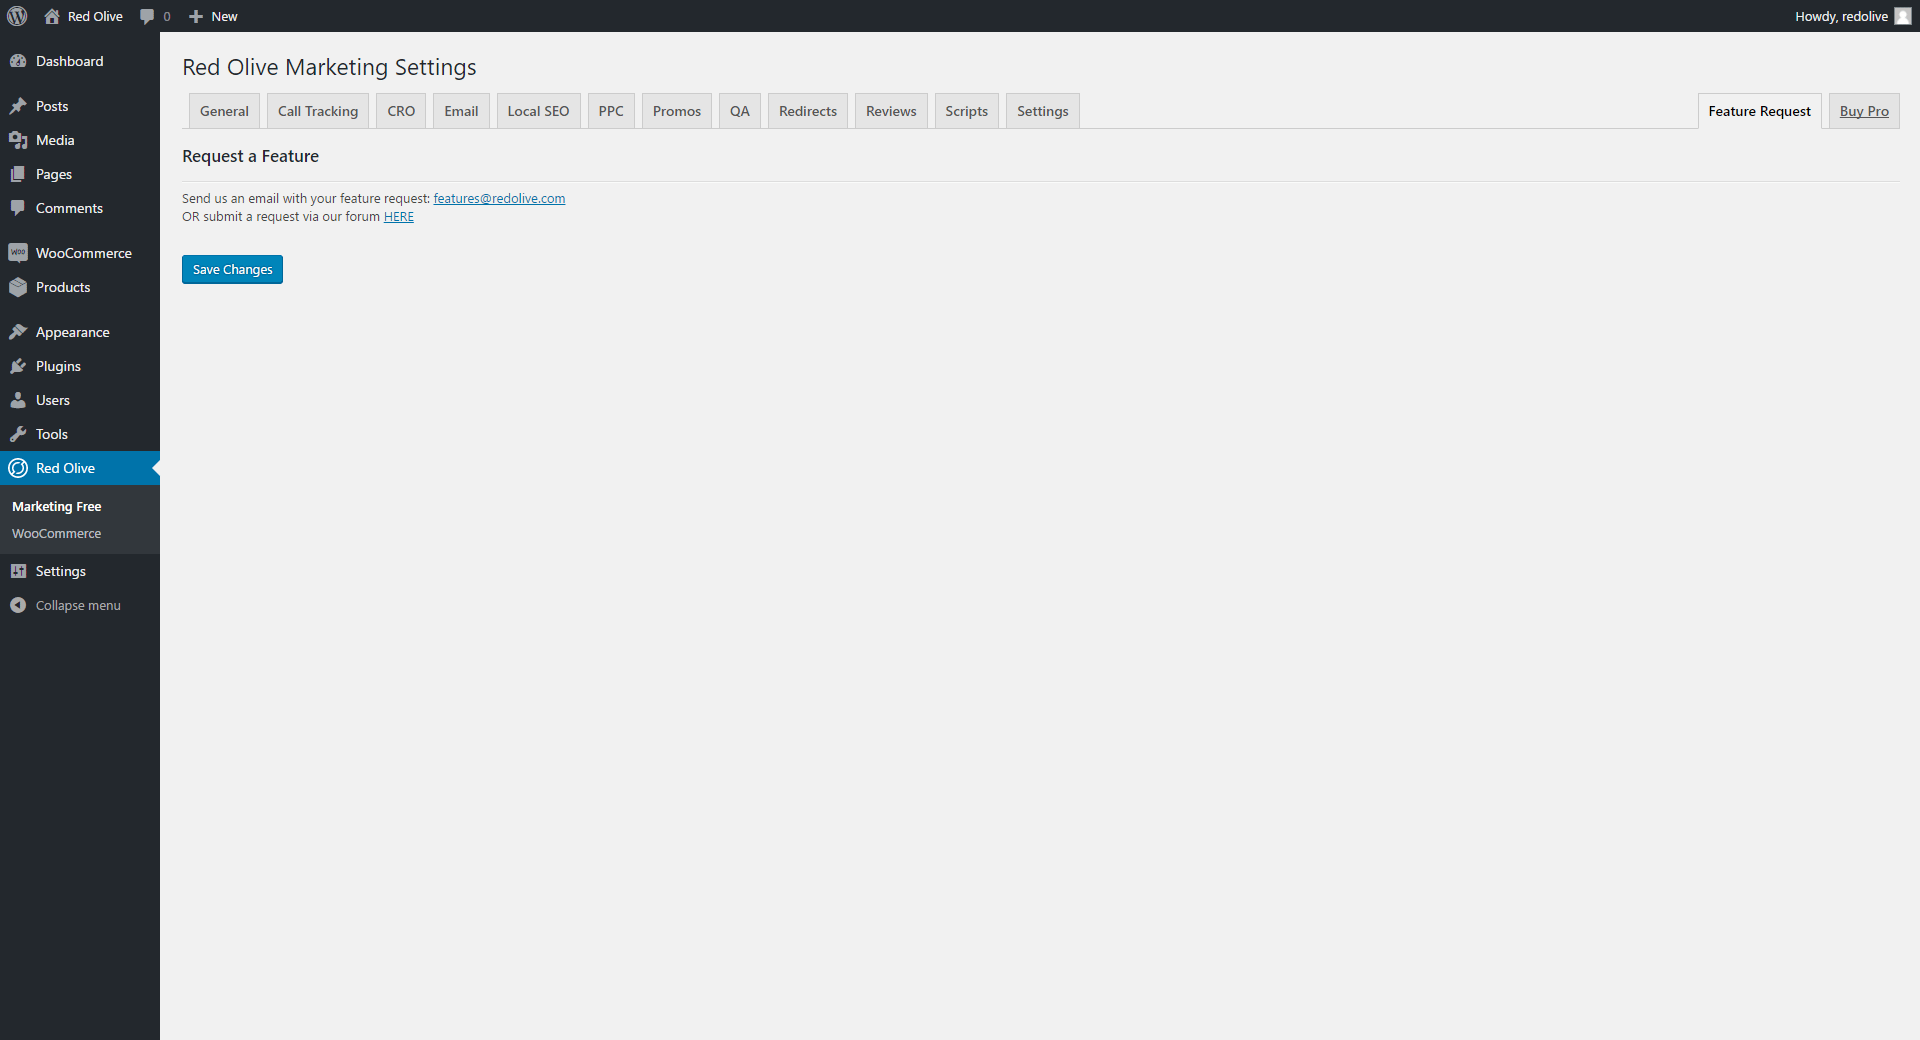 Red Olive 0 New Howdy, redolive
Dashboard
Posts
Media
Pages
Comments
WooCommerce
Products
Appearance
Plugins
Users
Tools
Red Olive
Marketing Free
WooCommerce
Settings
Collapse menu
Red Olive Marketing Settings
General Call Tracking CRO Email Local SEO PPC Promos QA Redirects Reviews Scripts Settings Feature Request Buy Pro
Request a Feature
Send us an email with your feature request: features@redolive.com
OR submit a request via our forum HERE
Save Changes